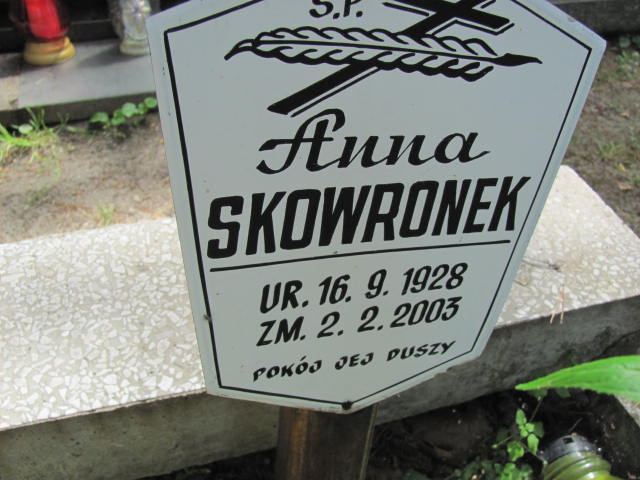 Ś.P.
Anna
SKOWRONEK
UR. 16. 9. 1928
ZM. 2. 2. 2003
POKÓJ JEJ DUSZY